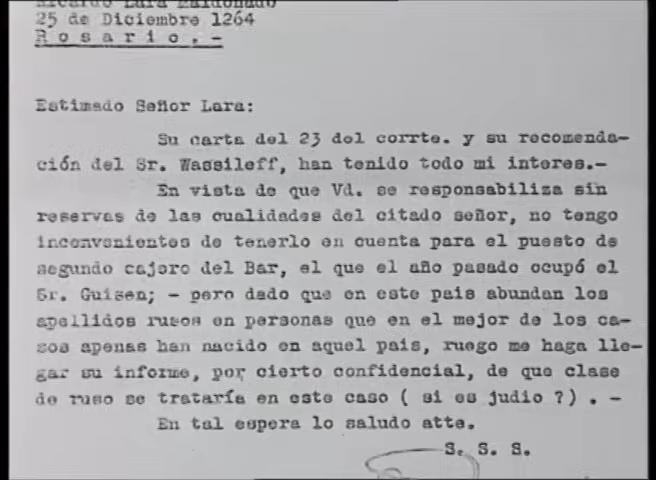 Ricardo Lara Maldonado
25 de Diciembre 1264
R o s a r i o . -
Estimado Señor Lara:
Su carta del 23 del corrte. y su recomenda-
ción del Sr. Wassileff, han tenido todo mi interes.-
En vista de que Vd. se responsabiliza sin
reservas de las cualidades del citado señor, no tengo
inconvenientes de tenerlo en cuenta para el puesto de
segundo cajero del Bar, el que el año pasado ocupó el
Sr. Guisen; - pero dado que en este pais abundan los
apellidos rusos en personas que en el mejor de los ca-
sos apenas han nacido en aquel pais, ruego me haga lle-
gar su informe, por cierto confidencial, de que clase
de ruso se trataría en este caso ( si es judio ?) . -
En tal espera lo saludo atte.
S. S. S.